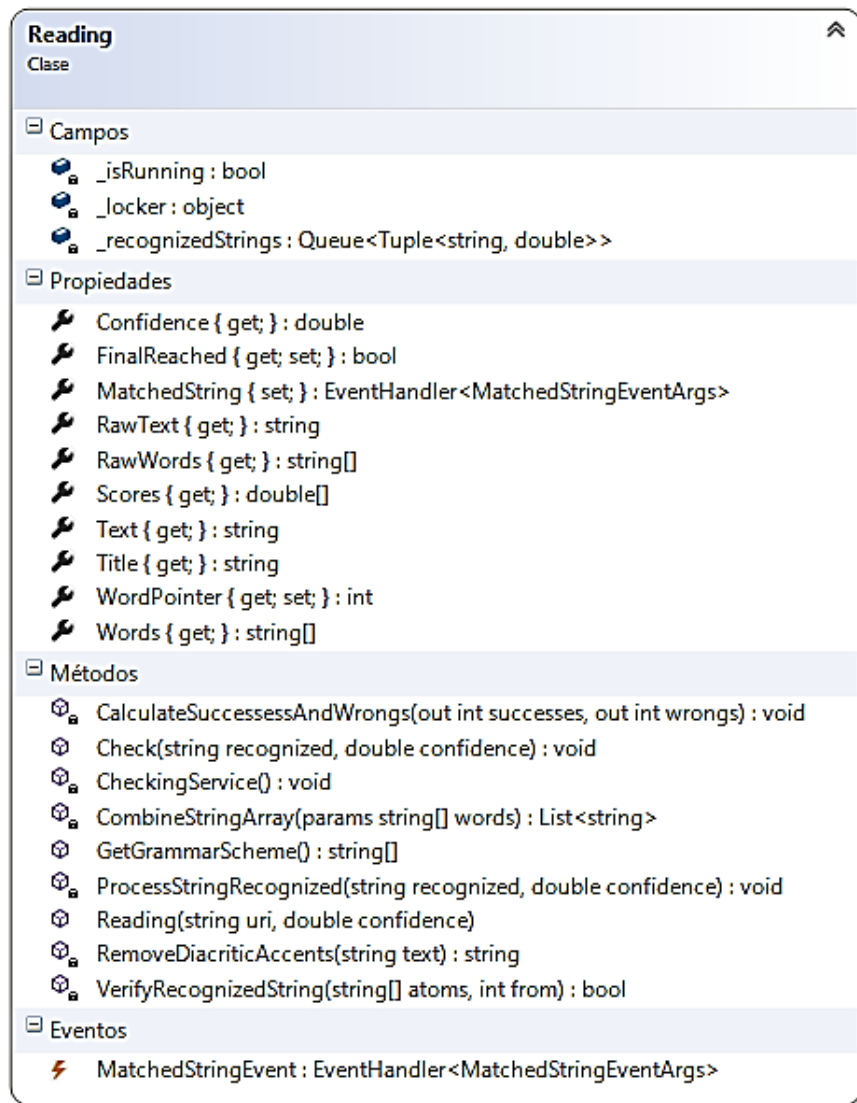 Reading
Clase
Campos
_isRunning : bool
_locker : object
_recognizedStrings : Queue<Tuple<string, double>>
Propiedades
Confidence { get; } : double
FinalReached { get; set; } : bool
MatchedString { set; } : EventHandler<MatchedStringEventArgs>
RawText { get; } : string
RawWords { get; } : string[]
Scores { get; } : double[]
Text { get; } : string
Title { get; } : string
WordPointer { get; set; } : int
Words { get; } : string[]
Métodos
CalculateSuccessessAndWrongs(out int successes, out int wrongs) : void
Check(string recognized, double confidence) : void
CheckingService() : void
CombineStringArray(params string[] words) : List<string>
GetGrammarScheme() : string[]
ProcessStringRecognized(string recognized, double confidence) : void
Reading(string uri, double confidence)
RemoveDiacriticAccents(string text) : string
VerifyRecognizedString(string[] atoms, int from) : bool
Eventos
MatchedStringEvent : EventHandler<MatchedStringEventArgs>